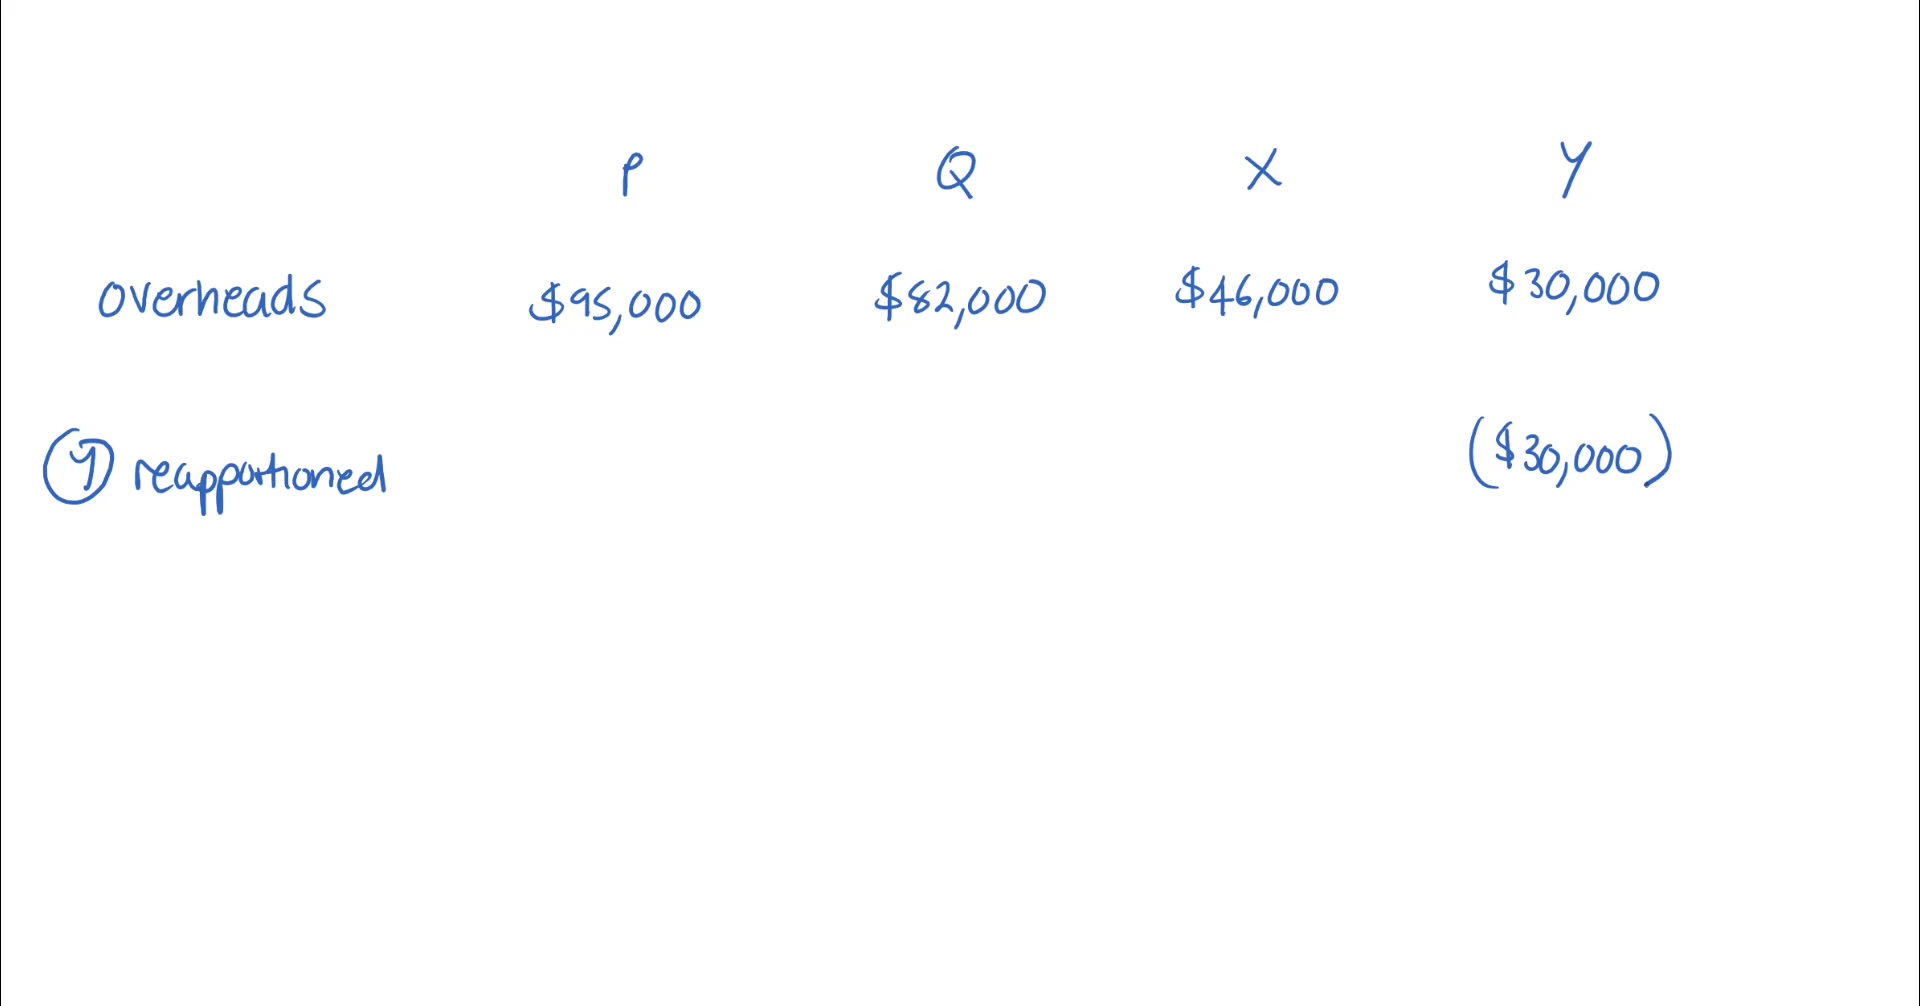 P Q X Y
overheads $95,000 $82,000 $46,000 $30,000
Y reapportioned ($30,000)